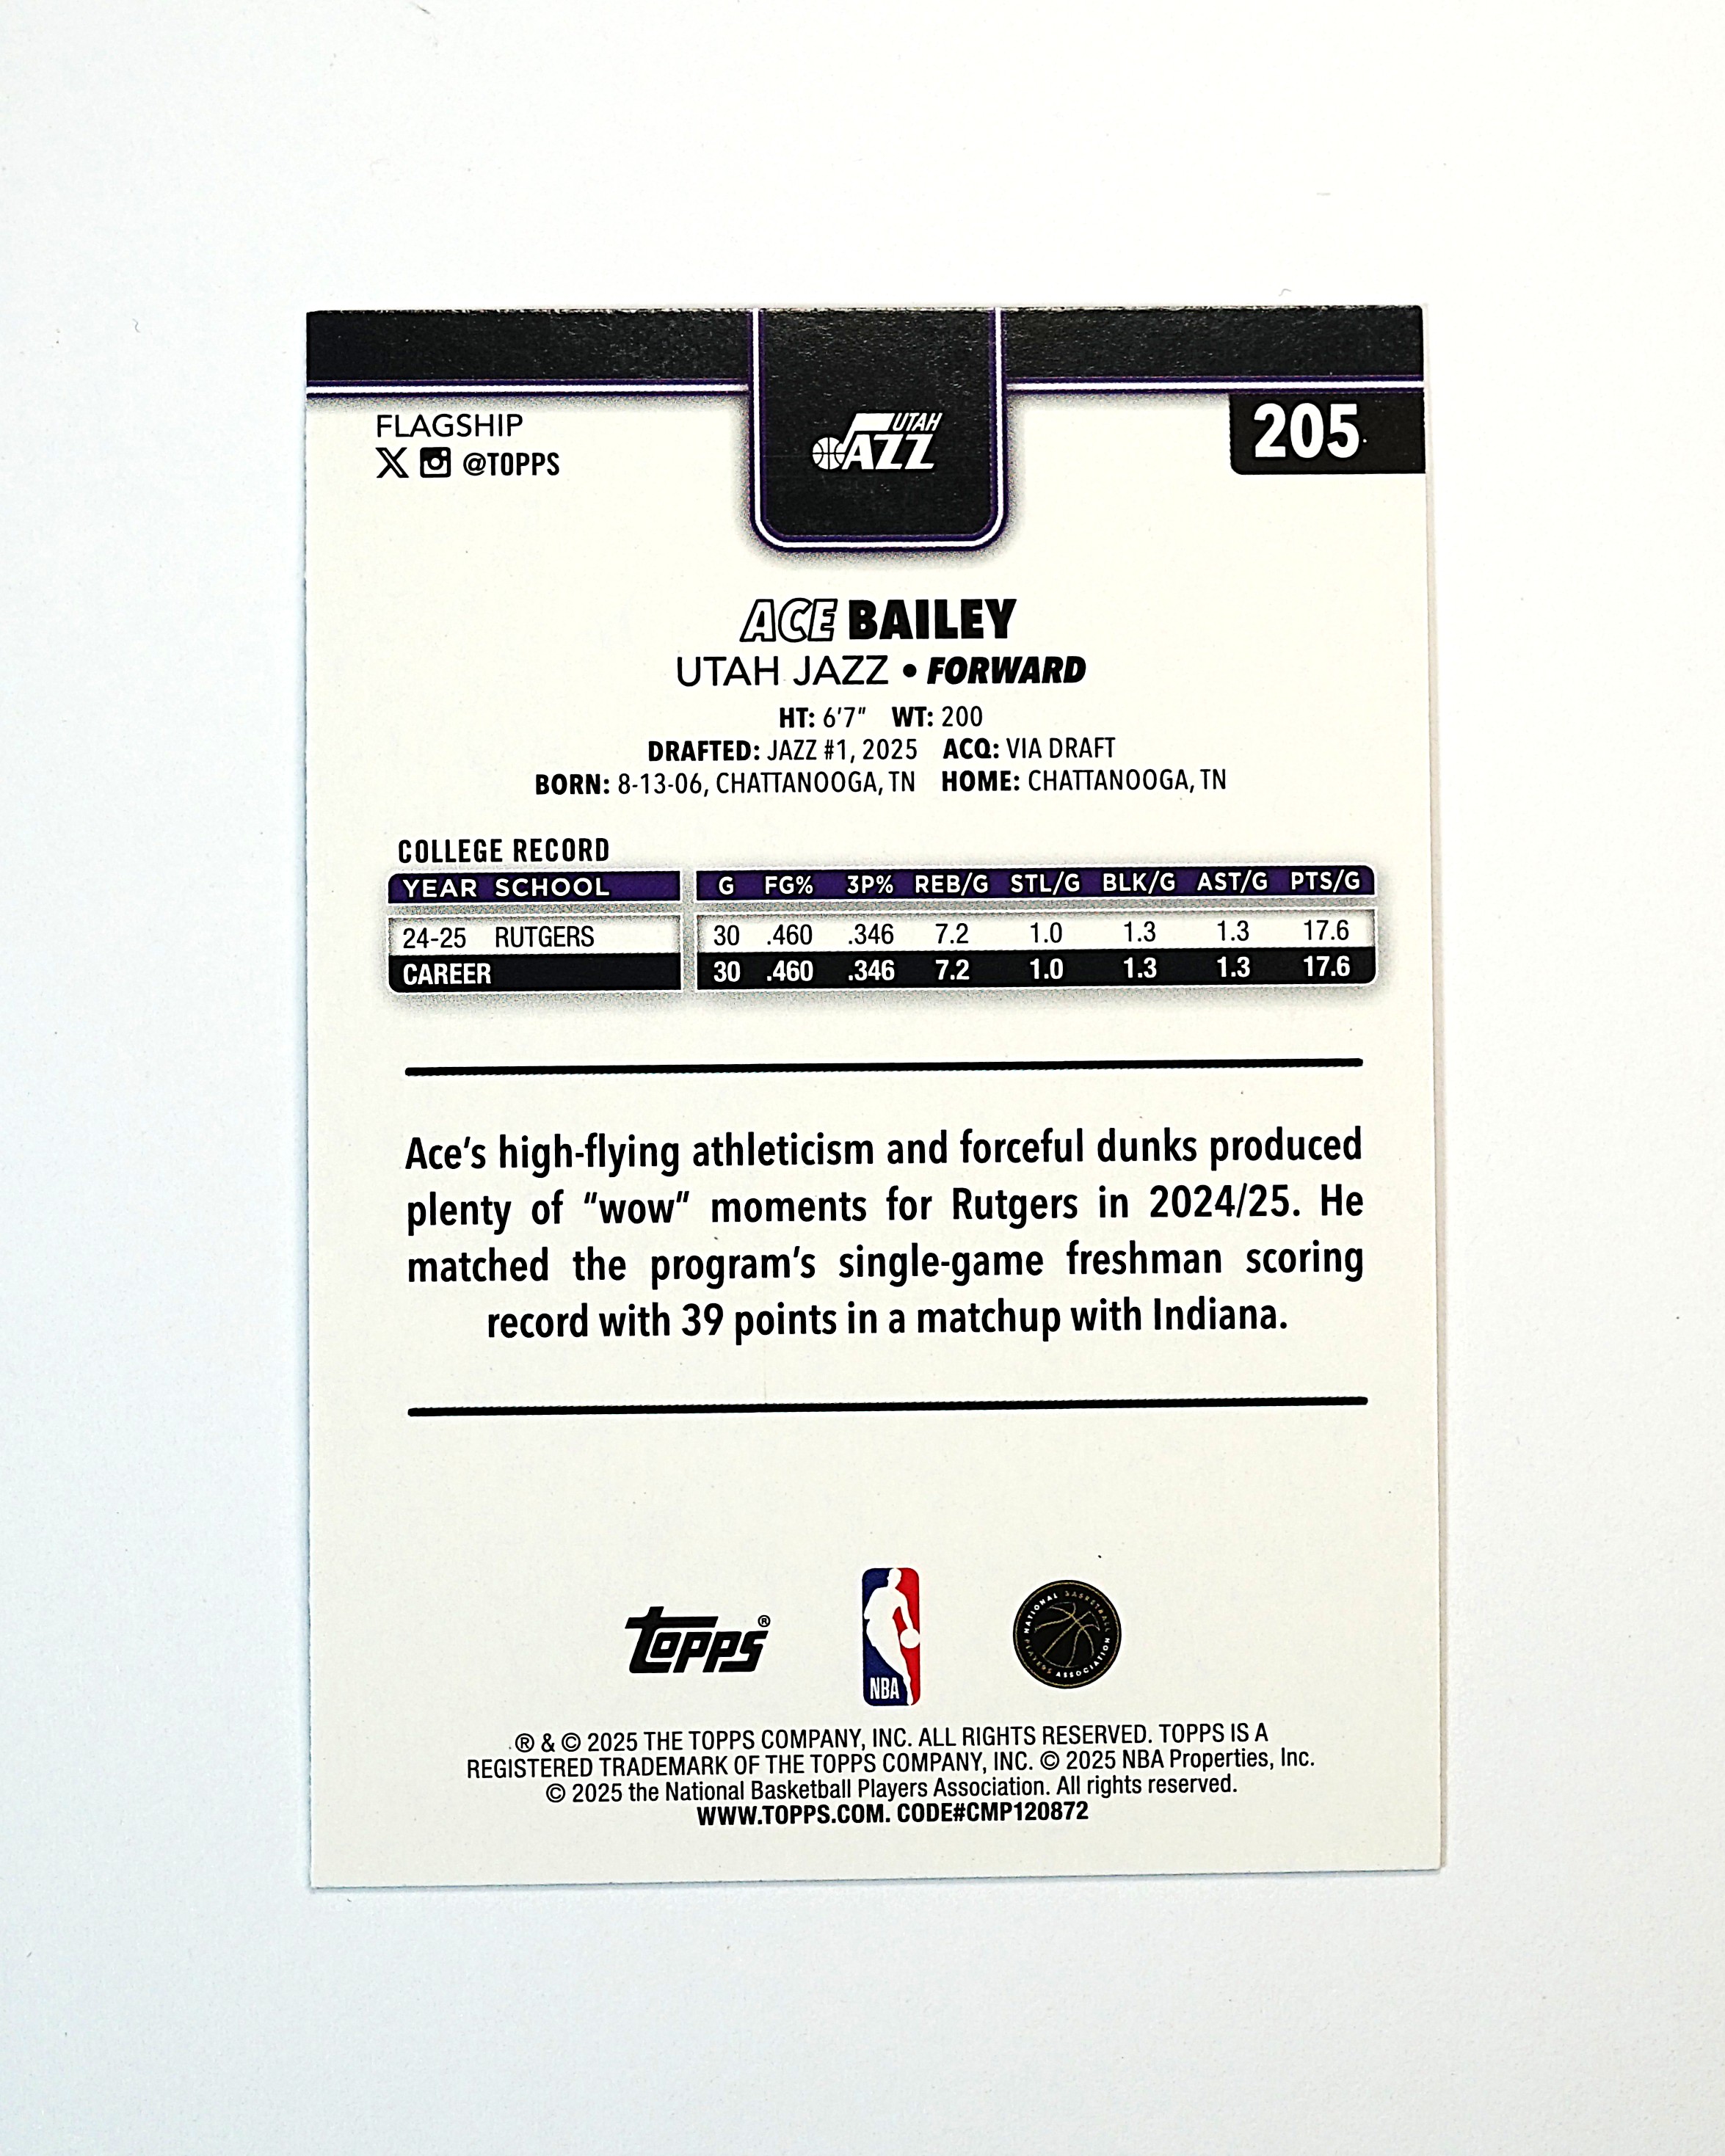 UTAH
JAZZ
FLAGSHIP
@TOPPS
205
ACE BAILEY
UTAH JAZZ • FORWARD
HT: 6'7" WT: 200
DRAFTED: JAZZ #1, 2025 ACQ: VIA DRAFT
BORN: 8-13-06, CHATTANOOGA, TN HOME: CHATTANOOGA, TN
COLLEGE RECORD
YEAR SCHOOL G FG% 3P% REB/G STL/G BLK/G AST/G PTS/G
24-25 RUTGERS 30 .460 .346 7.2 1.0 1.3 1.3 17.6
CAREER 30 .460 .346 7.2 1.0 1.3 1.3 17.6
Ace's high-flying athleticism and forceful dunks produced
plenty of "wow" moments for Rutgers in 2024/25. He
matched the program's single-game freshman scoring
record with 39 points in a matchup with Indiana.
Topps®
NBA
NATIONAL BASKETBALL PLAYERS ASSOCIATION
® & © 2025 THE TOPPS COMPANY, INC. ALL RIGHTS RESERVED. TOPPS IS A
REGISTERED TRADEMARK OF THE TOPPS COMPANY, INC. © 2025 NBA Properties, Inc.
© 2025 the National Basketball Players Association. All rights reserved.
WWW.TOPPS.COM. CODE#CMP120872